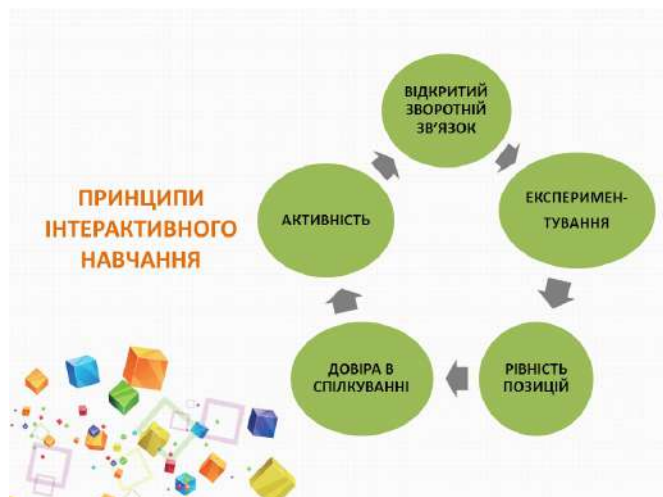 ПРИНЦИПИ
ІНТЕРАКТИВНОГО
НАВЧАННЯ
ВІДКРИТИЙ
ЗВОРОТНІЙ
ЗВ'ЯЗОК
ЕКСПЕРИМЕН-
ТУВАННЯ
РІВНІСТЬ
ПОЗИЦІЙ
ДОВІРА В
СПІЛКУВАННІ
АКТИВНІСТЬ